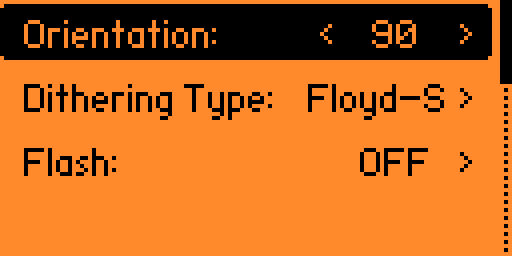 Orientation: < 90 >
Dithering Type: Floyd-S >
Flash: OFF >